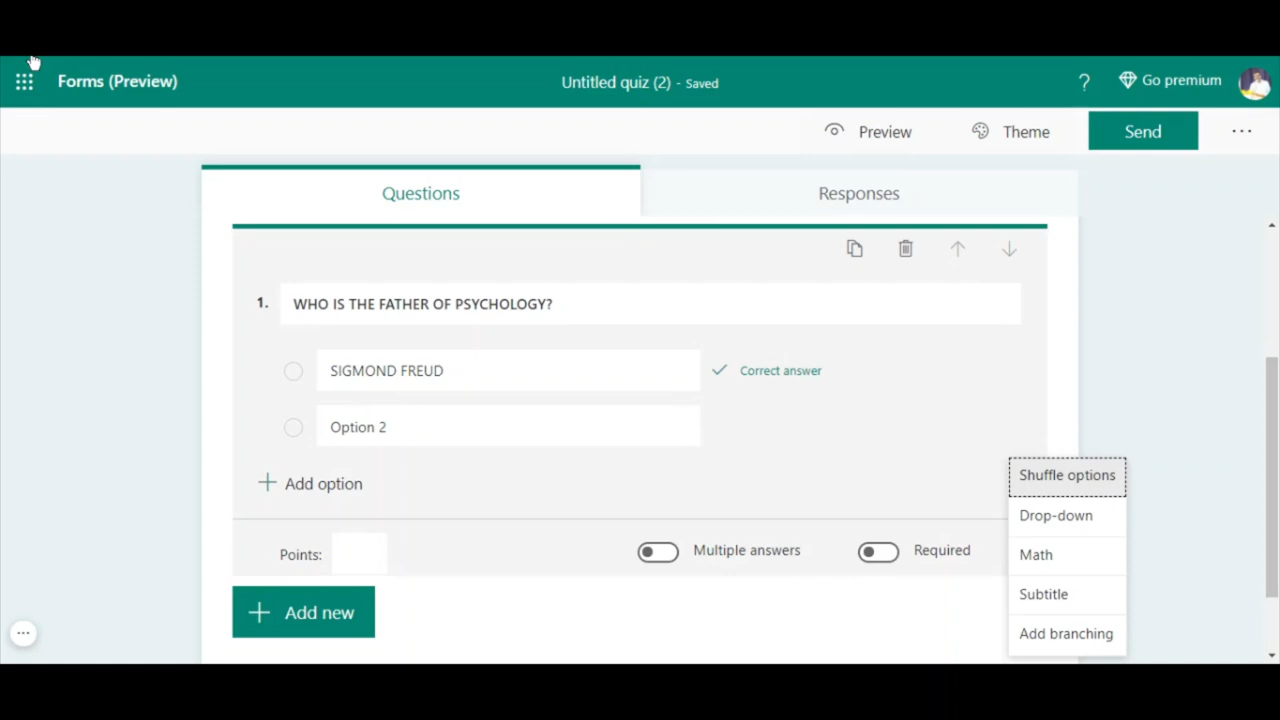 Forms (Preview)
Untitled quiz (2) - Saved
? Go premium
Preview
Theme
Send
Questions
Responses
1. WHO IS THE FATHER OF PSYCHOLOGY?
SIGMOND FREUD
Correct answer
Option 2
Add option
Shuffle options
Drop-down
Math
Subtitle
Add branching
Points:
Multiple answers
Required
Add new